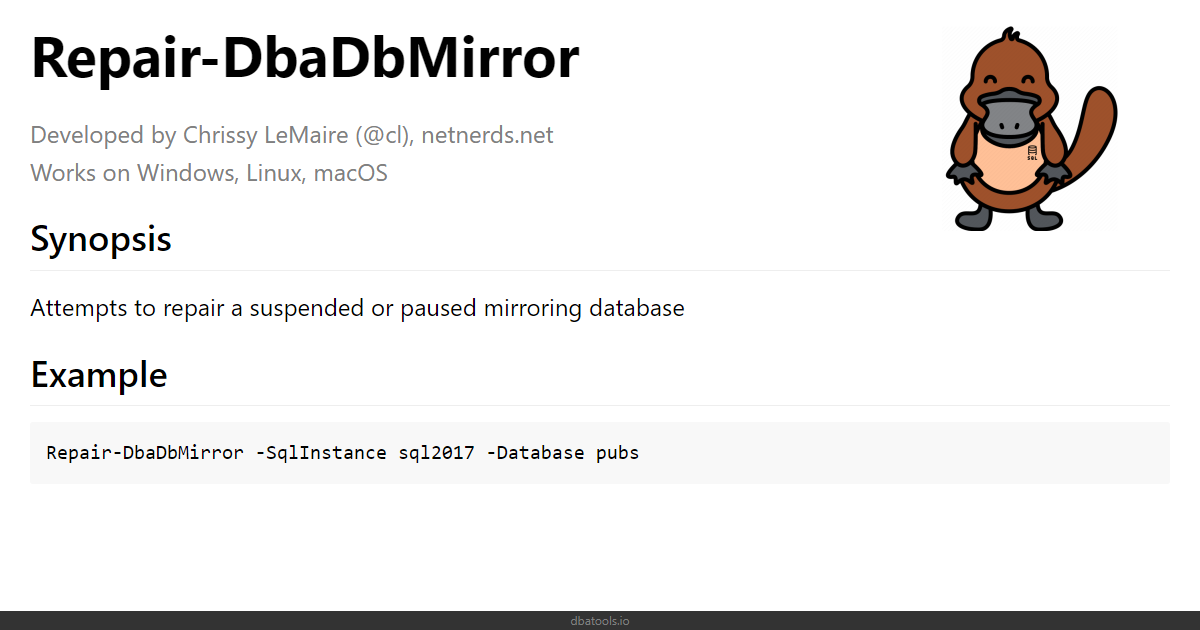 Repair-DbaDbMirror
Developed by Chrissy LeMaire (@cl), netnerds.net
Works on Windows, Linux, macOS
SQL
Synopsis
Attempts to repair a suspended or paused mirroring database
Example
Repair-DbaDbMirror -SqlInstance sql2017 -Database pubs
dbatools.io